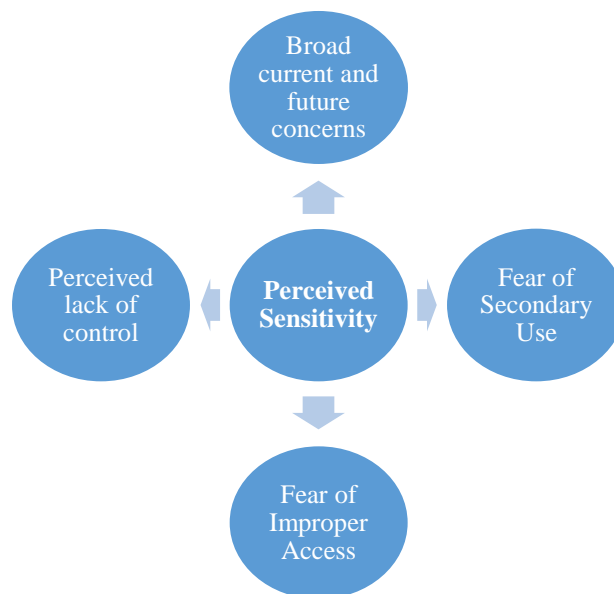 Broad
current and
future
concerns
Perceived
lack of
control
Perceived
Sensitivity
Fear of
Secondary
Use
Fear of
Improper
Access